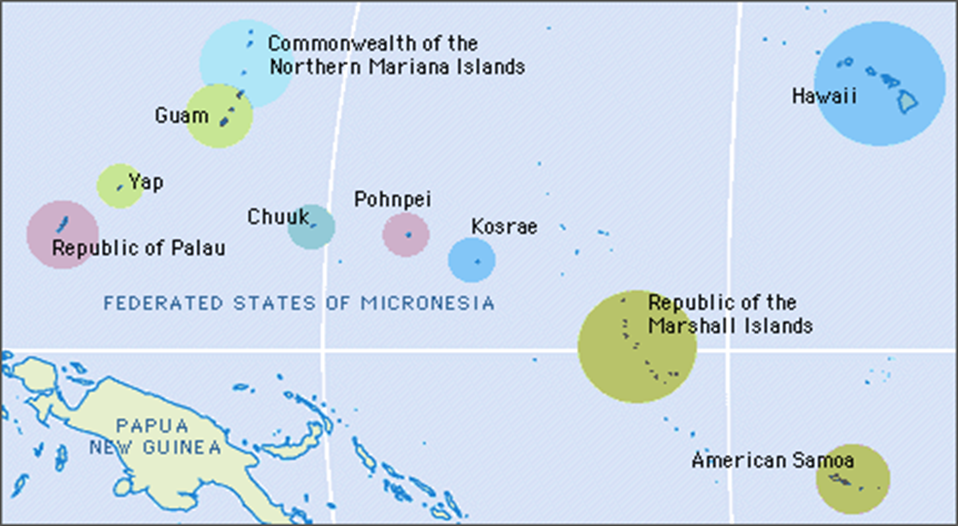 Commonwealth of the
Northern Mariana Islands
Hawaii
Guam
Yap
Pohnpei
Chuuk
Kosrae
Republic of Palau
FEDERATED STATES OF MICRONESIA
Republic of the
Marshall Islands
PAPUA
NEW GUINEA
American Samoa